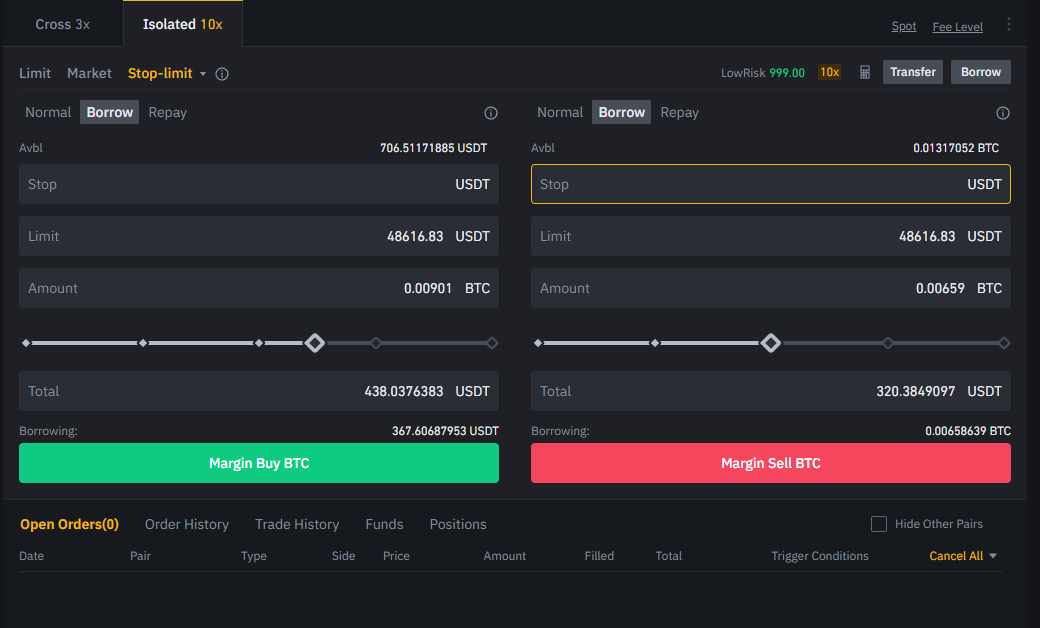 Cross 3x Isolated 10x Spot Fee Level
Limit Market Stop-limit LowRisk 999.00 10x Transfer Borrow
Normal Borrow Repay
Avbl 706.51171885 USDT
Stop USDT
Limit 48616.83 USDT
Amount 0.00901 BTC
Total 438.0376383 USDT
Borrowing: 367.60687953 USDT
Margin Buy BTC
Normal Borrow Repay
Avbl 0.01317052 BTC
Stop USDT
Limit 48616.83 USDT
Amount 0.00659 BTC
Total 320.3849097 USDT
Borrowing: 0.00658639 BTC
Margin Sell BTC
Open Orders(0) Order History Trade History Funds Positions Hide Other Pairs
Date Pair Type Side Price Amount Filled Total Trigger Conditions Cancel All